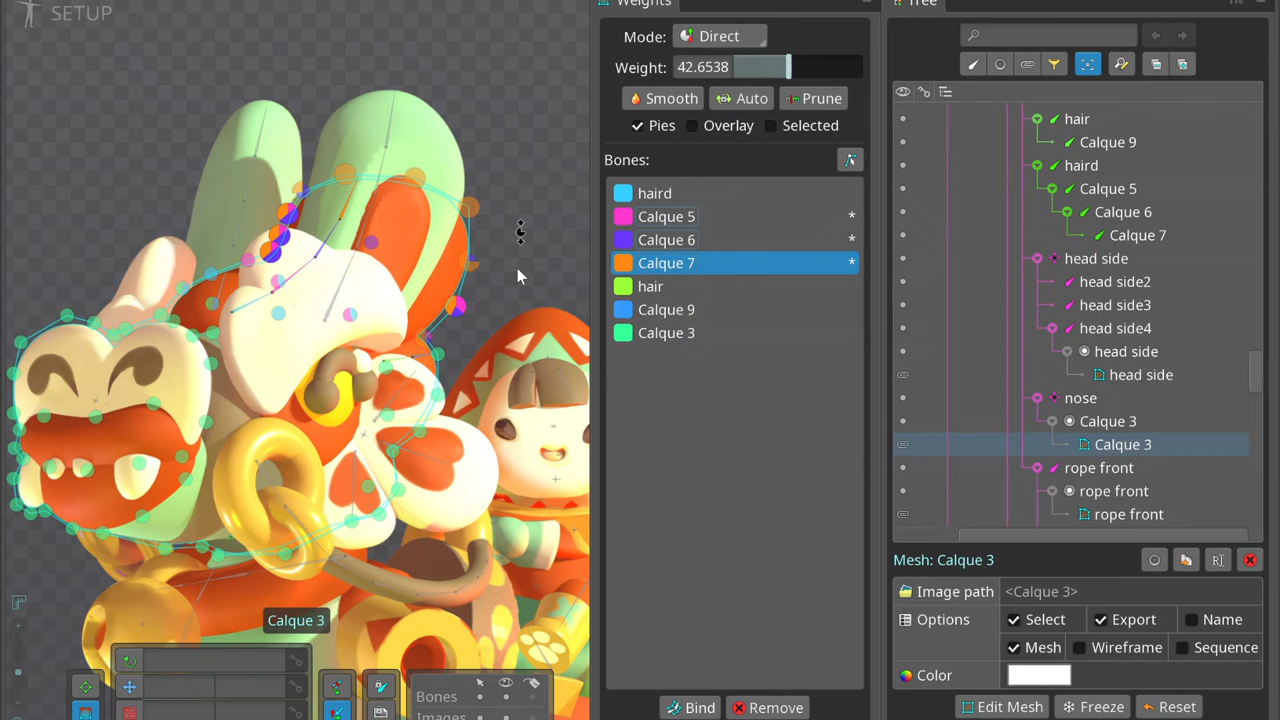 SETUP
Calque 3
Bones
Images
Weights
Mode: Direct
Weight: 42.6538
Smooth Auto Prune
Pies Overlay Selected
Bones:
haird
Calque 5 *
Calque 6 *
Calque 7 *
hair
Calque 9
Calque 3
Bind Remove
Tree
hair
Calque 9
haird
Calque 5
Calque 6
Calque 7
head side
head side2
head side3
head side4
head side
head side
nose
Calque 3
Calque 3
rope front
rope front
rope front
Mesh: Calque 3
Image path <Calque 3>
Options Select Export Name
Mesh Wireframe Sequence
Color
Edit Mesh Freeze Reset